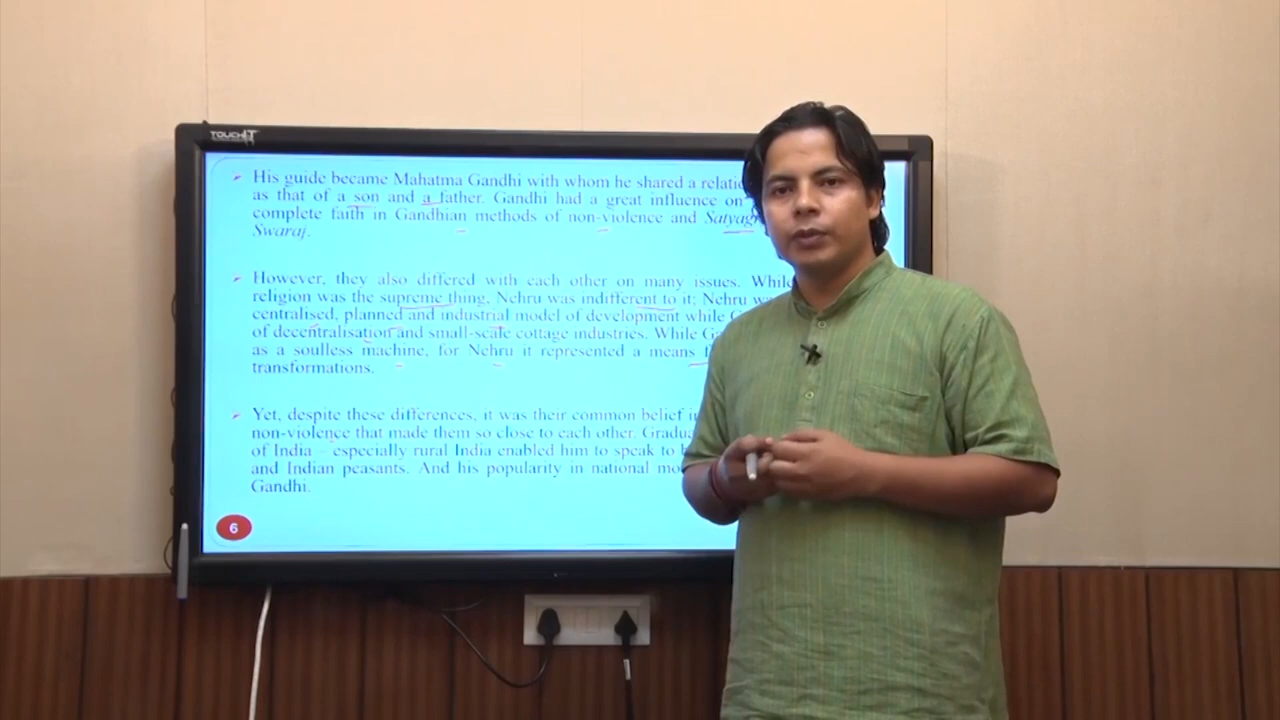 TOUCHIT
His guide became Mahatma Gandhi with whom he shared a
as that of a son and a father. Gandhi had a great influence on
complete faith in Gandhian methods of non-violence and
Swaraj.
However, they also differed with each other on many issues.
religion was the supreme thing, Nehru was indifferent to it; Nehru
centralised, planned and industrial model of development while
of decentralisation and small-scale cottage industries. While
as a soulless machine, for Nehru it represented a means
transformations.
Yet, despite these differences, it was their common belief
non-violence that made them so close to each other.
of India – especially rural India enabled him to speak to
and Indian peasants. And his popularity in national
Gandhi.
6